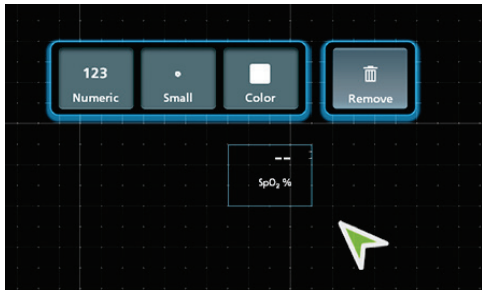 123
Numeric
Small
Color
Remove
--
SpO₂ %